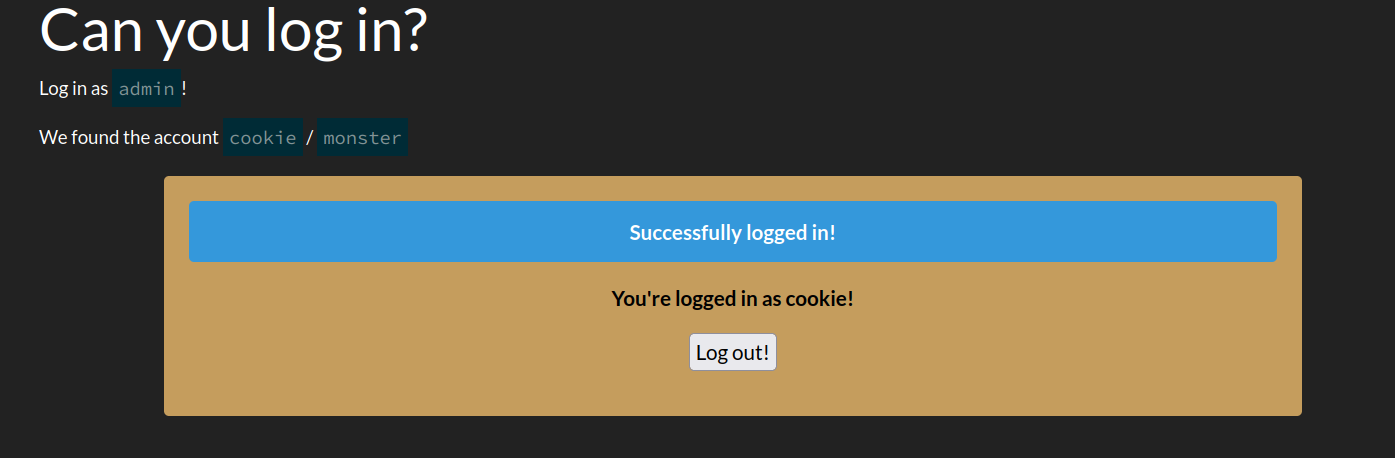 Can you log in?
Log in as admin!
We found the account cookie / monster
Successfully logged in!
You're logged in as cookie!
Log out!